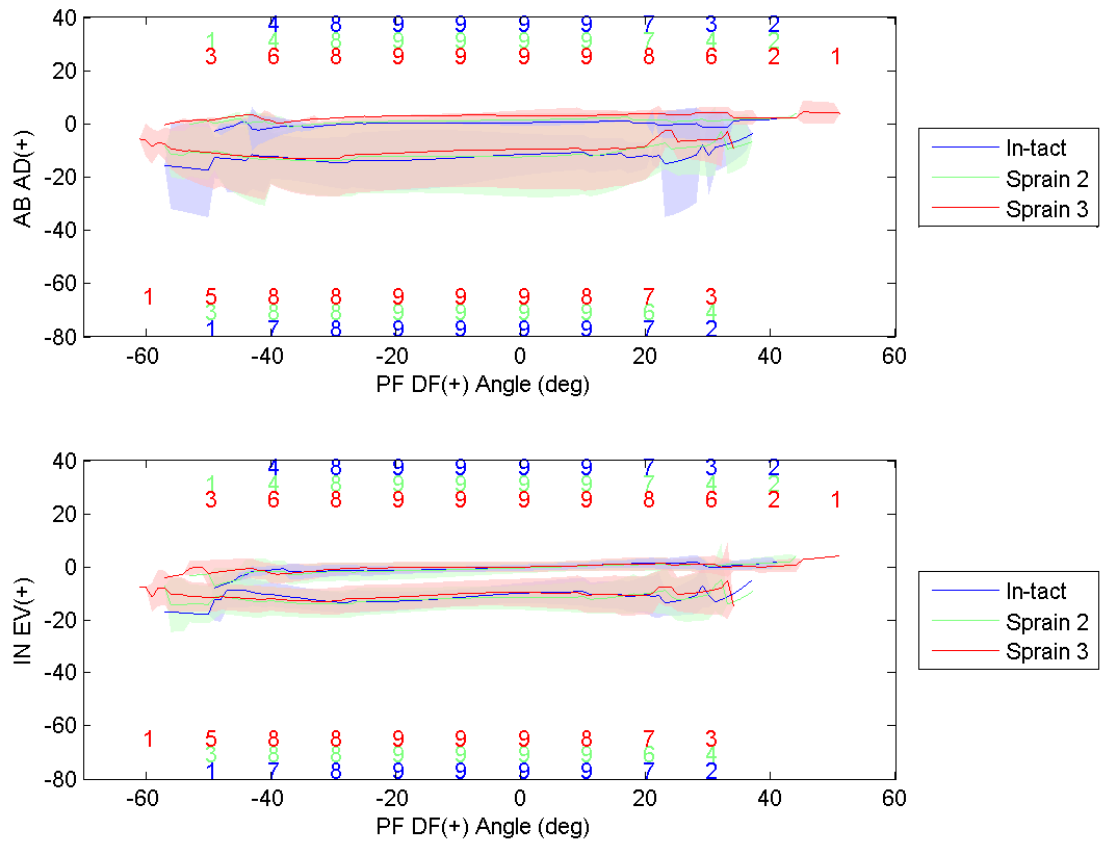 40 4 8 9 9 9 9 7 3 2
1 4 8 9 9 9 9 7 4 2
20 3 6 8 9 9 9 9 8 6 2 1
0
-20
-40
-60 1 5 8 8 9 9 9 8 7 3
3 8 8 9 9 9 9 6 4
-80 1 7 8 9 9 9 9 7 2
-60 -40 -20 0 20 40 60
PF DF(+) Angle (deg)
AB AD(+)
In-tact
Sprain 2
Sprain 3
40 4 8 9 9 9 9 7 3 2
1 4 8 9 9 9 9 7 4 2
20 3 6 8 9 9 9 9 8 6 2 1
0
-20
-40
-60 1 5 8 8 9 9 9 8 7 3
3 8 8 9 9 9 9 6 4
-80 1 7 8 9 9 9 9 7 2
-60 -40 -20 0 20 40 60
PF DF(+) Angle (deg)
IN EV(+)
In-tact
Sprain 2
Sprain 3